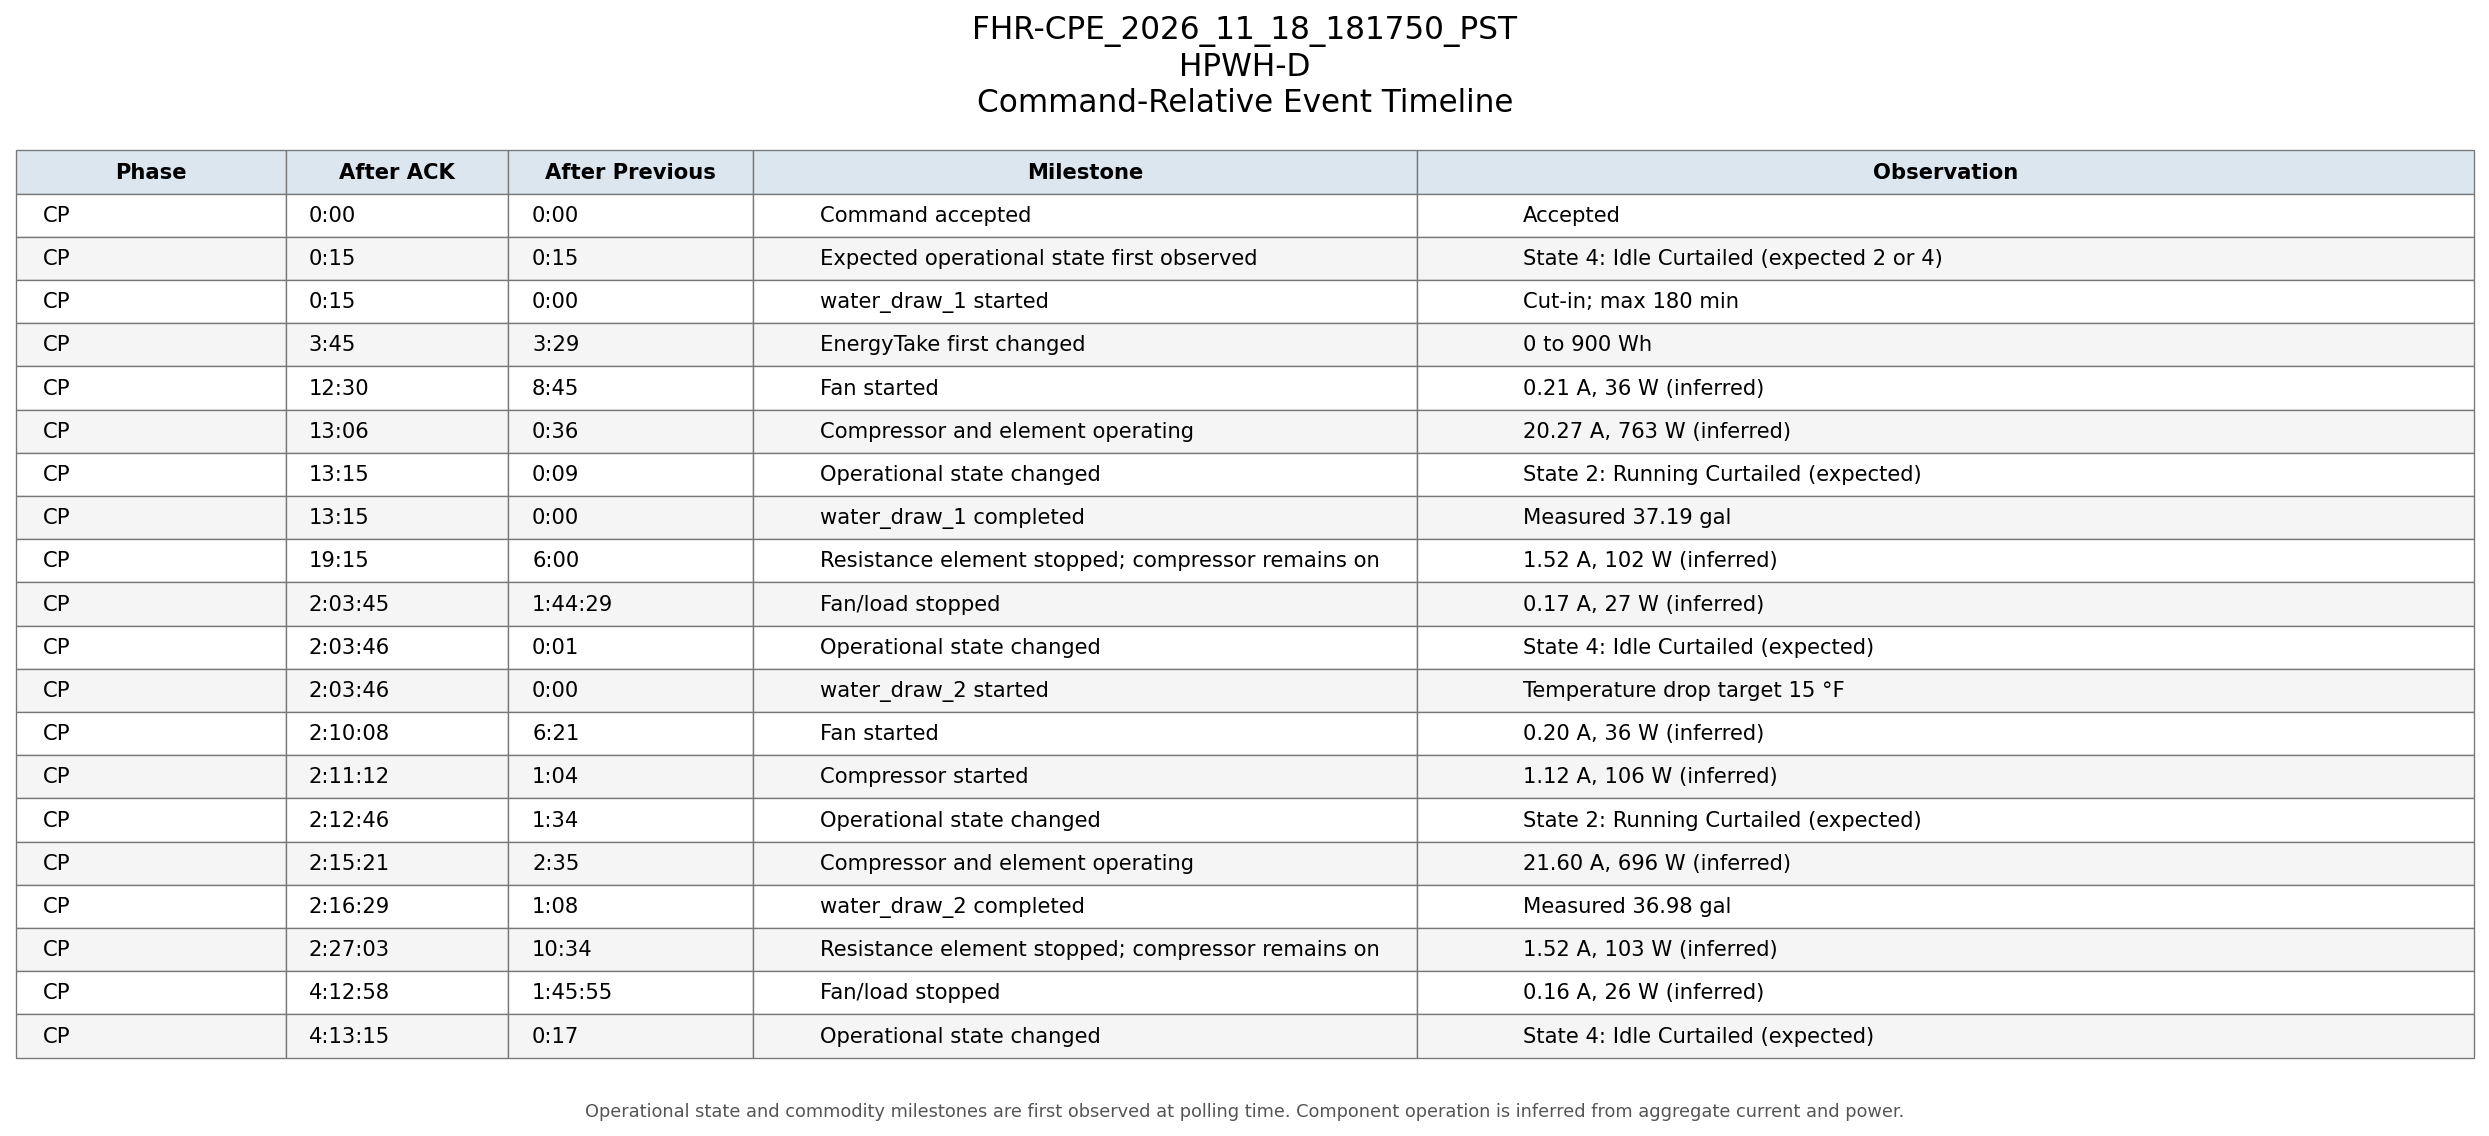 FHR-CPE_2026_11_18_181750_PST
HPWH-D
Command-Relative Event Timeline
Phase After ACK After Previous Milestone Observation
CP 0:00 0:00 Command accepted Accepted
CP 0:15 0:15 Expected operational state first observed State 4: Idle Curtailed (expected 2 or 4)
CP 0:15 0:00 water_draw_1 started Cut-in; max 180 min
CP 3:45 3:29 EnergyTake first changed 0 to 900 Wh
CP 12:30 8:45 Fan started 0.21 A, 36 W (inferred)
CP 13:06 0:36 Compressor and element operating 20.27 A, 763 W (inferred)
CP 13:15 0:09 Operational state changed State 2: Running Curtailed (expected)
CP 13:15 0:00 water_draw_1 completed Measured 37.19 gal
CP 19:15 6:00 Resistance element stopped; compressor remains on 1.52 A, 102 W (inferred)
CP 2:03:45 1:44:29 Fan/load stopped 0.17 A, 27 W (inferred)
CP 2:03:46 0:01 Operational state changed State 4: Idle Curtailed (expected)
CP 2:03:46 0:00 water_draw_2 started Temperature drop target 15 °F
CP 2:10:08 6:21 Fan started 0.20 A, 36 W (inferred)
CP 2:11:12 1:04 Compressor started 1.12 A, 106 W (inferred)
CP 2:12:46 1:34 Operational state changed State 2: Running Curtailed (expected)
CP 2:15:21 2:35 Compressor and element operating 21.60 A, 696 W (inferred)
CP 2:16:29 1:08 water_draw_2 completed Measured 36.98 gal
CP 2:27:03 10:34 Resistance element stopped; compressor remains on 1.52 A, 103 W (inferred)
CP 4:12:58 1:45:55 Fan/load stopped 0.16 A, 26 W (inferred)
CP 4:13:15 0:17 Operational state changed State 4: Idle Curtailed (expected)
Operational state and commodity milestones are first observed at polling time. Component operation is inferred from aggregate current and power.